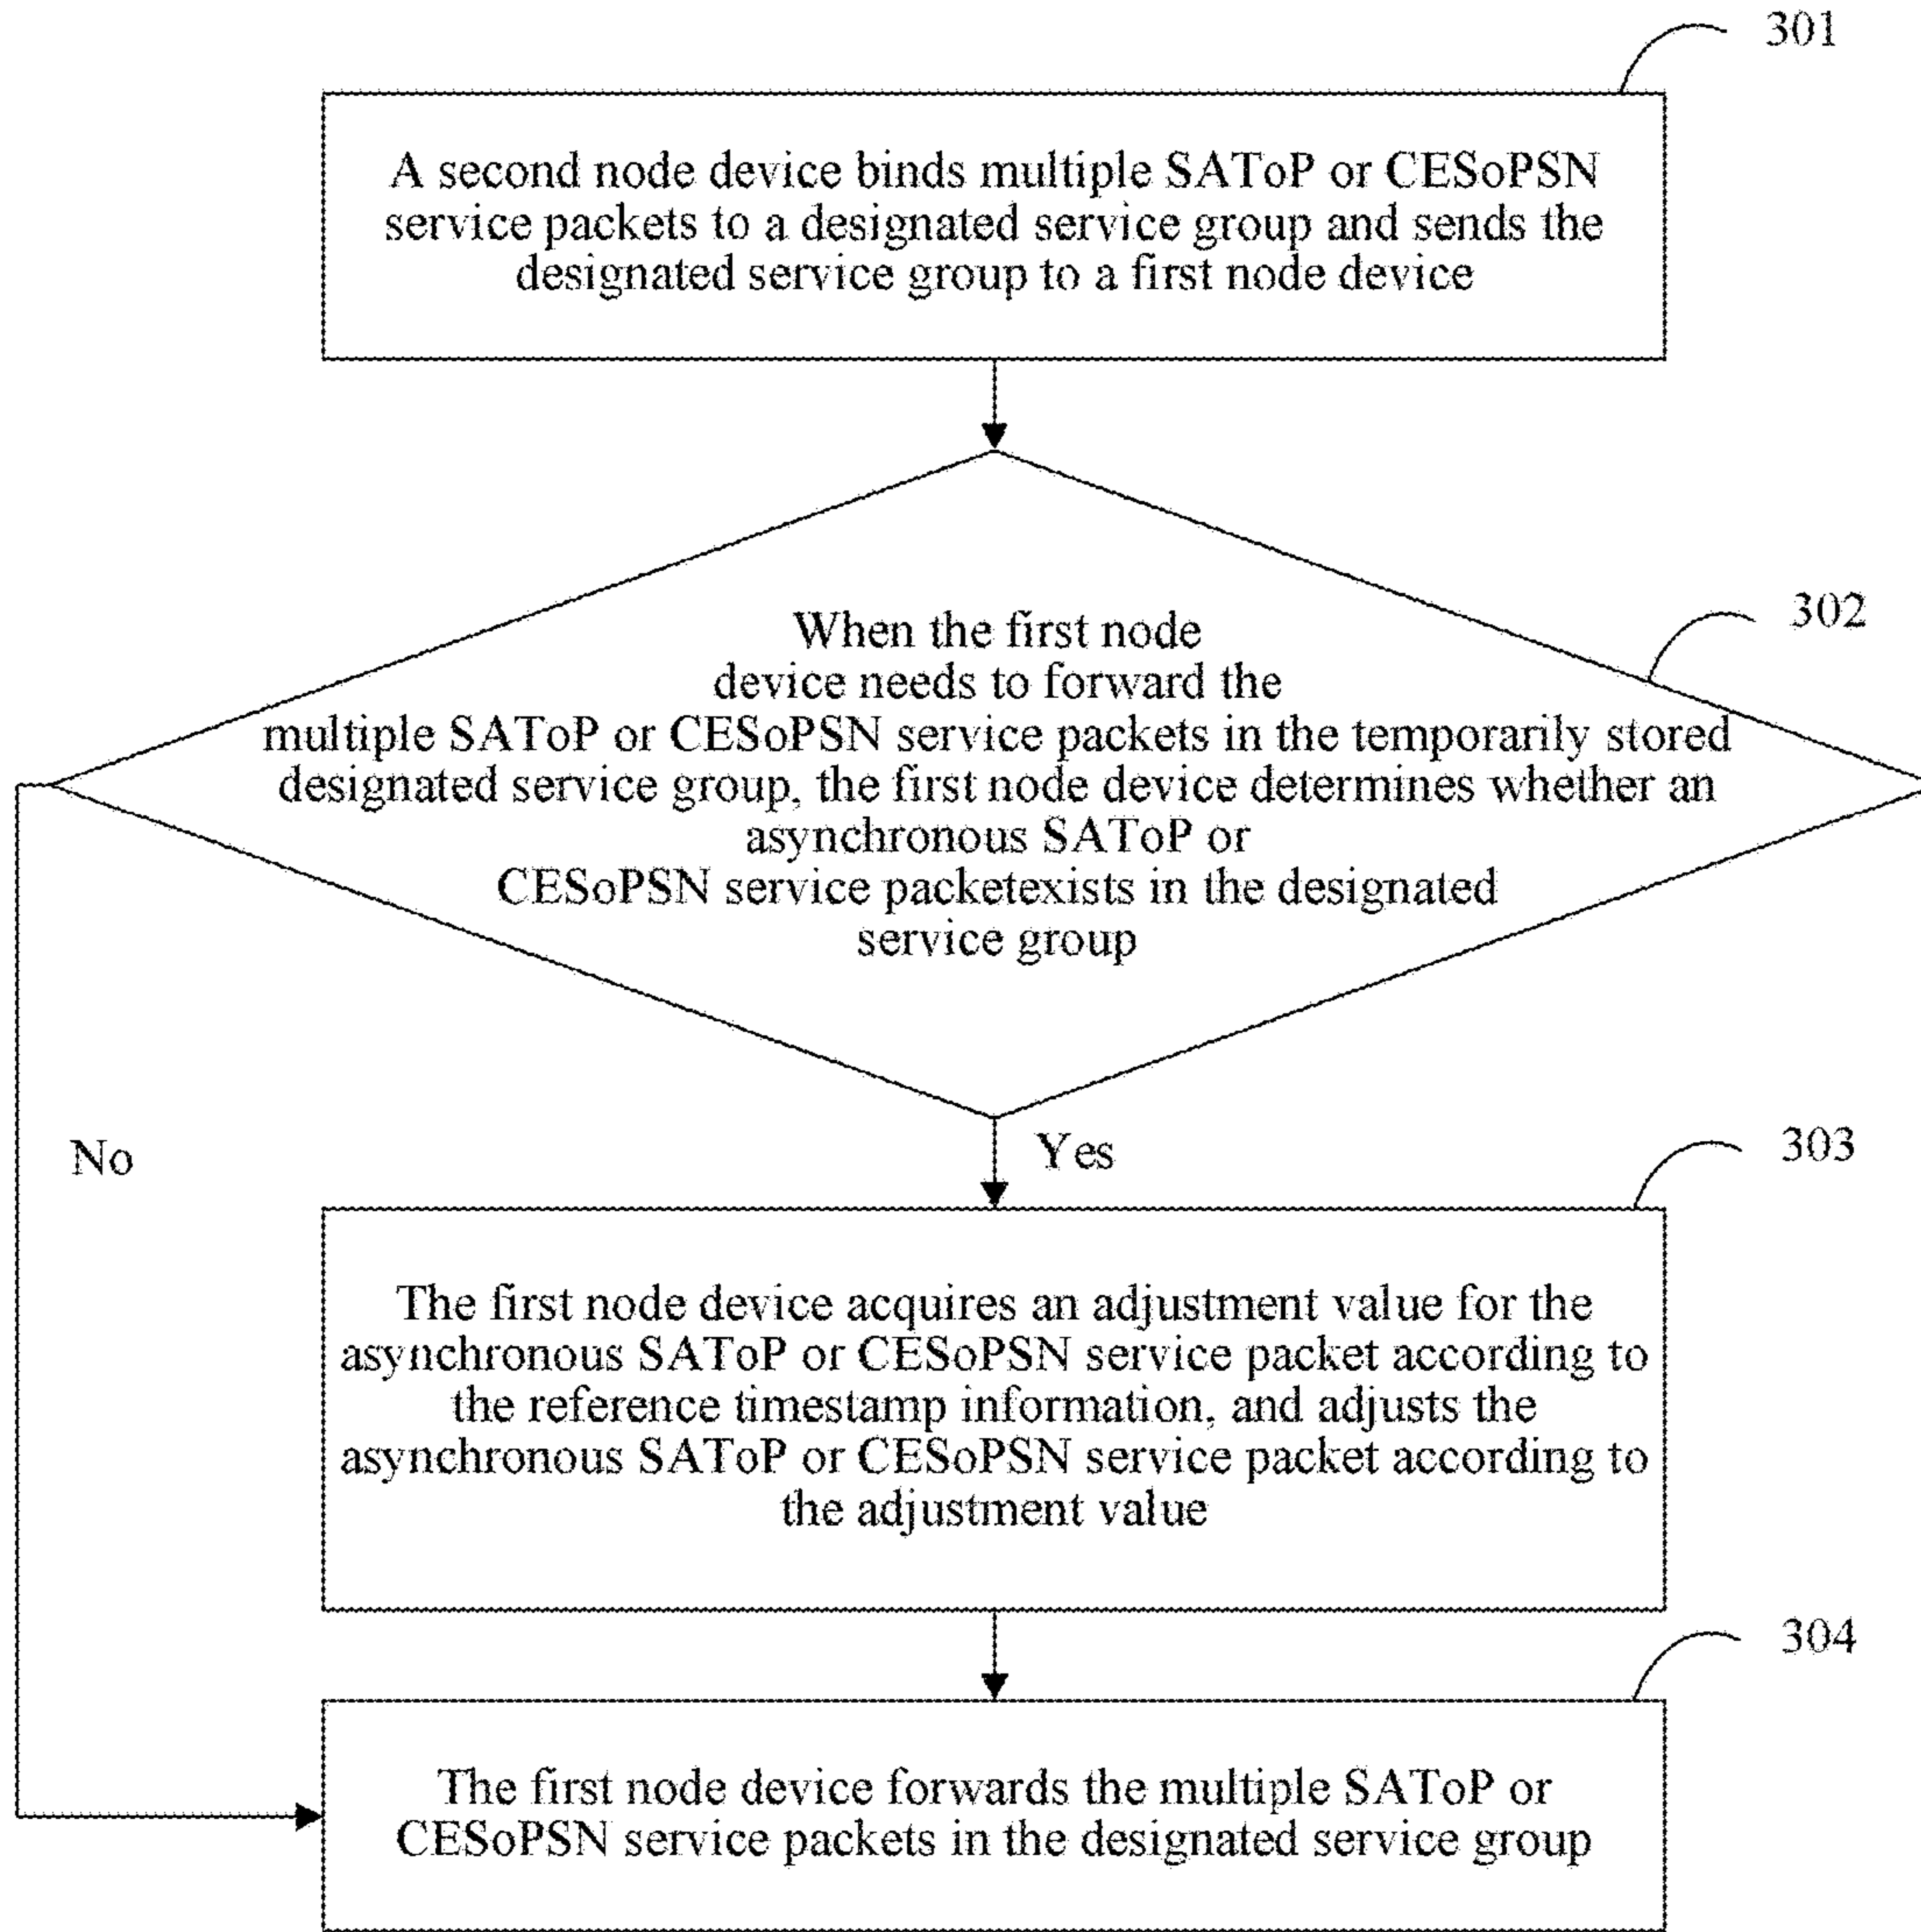 301
A second node device binds multiple SAToP or CESoPSN
service packets to a designated service group and sends the
designated service group to a first node device
302
When the first node
device needs to forward the
multiple SAToP or CESoPSN service packets in the temporarily stored
designated service group, the first node device determines whether an
asynchronous SAToP or
CESoPSN service packetexists in the designated
service group
No
Yes
303
The first node device acquires an adjustment value for the
asynchronous SAToP or CESoPSN service packet according to
the reference timestamp information, and adjusts the
asynchronous SAToP or CESoPSN service packet according to
the adjustment value
304
The first node device forwards the multiple SAToP or
CESoPSN service packets in the designated service group